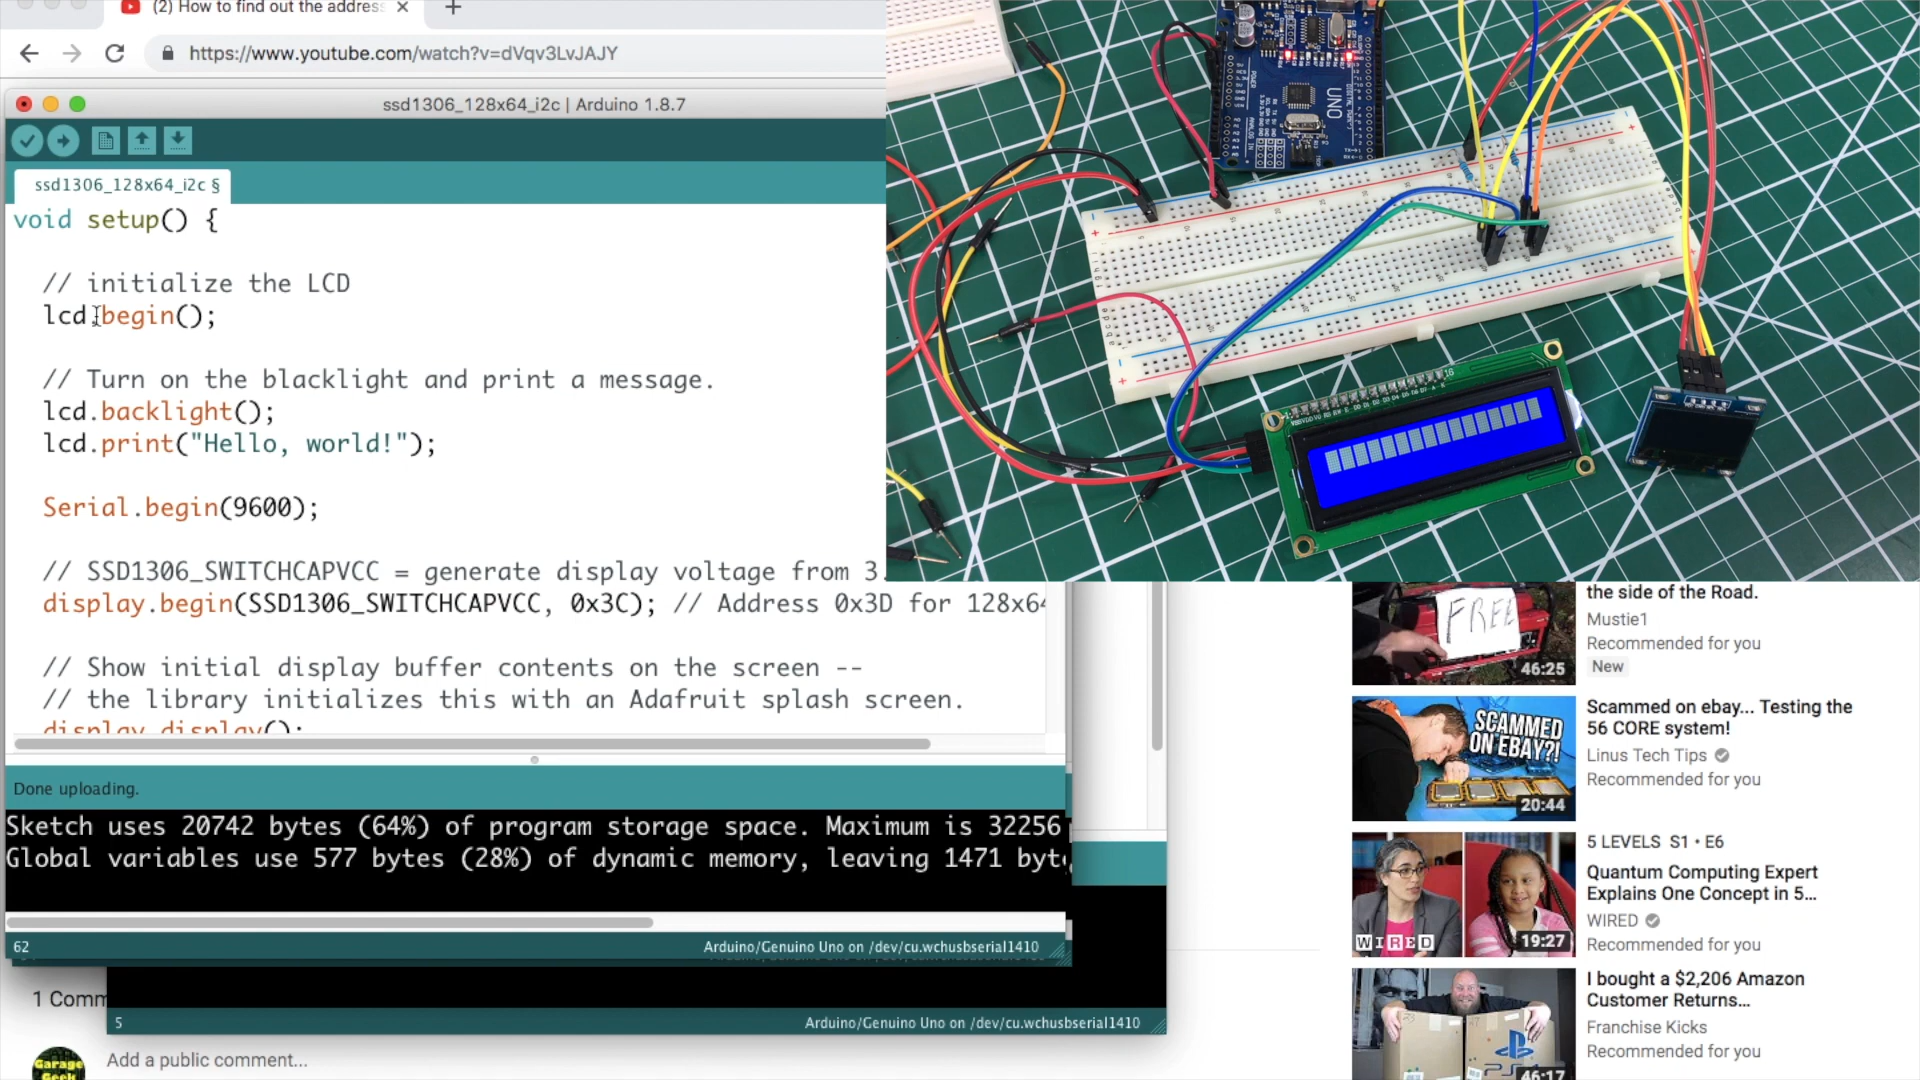 (2) How to find out the address
https://www.youtube.com/watch?v=dVqv3LvJAJY
ssd1306_128x64_i2c | Arduino 1.8.7
ssd1306_128x64_i2c §
void setup() {
// initialize the LCD
lcd.begin();
// Turn on the blacklight and print a message.
lcd.backlight();
lcd.print("Hello, world!");
Serial.begin(9600);
// SSD1306_SWITCHCAPVCC = generate display voltage from 3.
display.begin(SSD1306_SWITCHCAPVCC, 0x3C); // Address 0x3D for 128x64
// Show initial display buffer contents on the screen --
// the library initializes this with an Adafruit splash screen.
display.display();
Done uploading.
Sketch uses 20742 bytes (64%) of program storage space. Maximum is 32256
Global variables use 577 bytes (28%) of dynamic memory, leaving 1471 byt
62
Arduino/Genuino Uno on /dev/cu.wchusbserial1410
5
Arduino/Genuino Uno on /dev/cu.wchusbserial1410
1 Comm
Garage
Geek
Add a public comment...
UNO
FREE
46:25
the side of the Road.
Mustie1
Recommended for you
New
SCAMMED
ON EBAY?!
20:44
Scammed on ebay... Testing the
56 CORE system!
Linus Tech Tips
Recommended for you
WIRED
19:27
5 LEVELS S1 • E6
Quantum Computing Expert
Explains One Concept in 5...
WIRED
Recommended for you
46:17
I bought a $2,206 Amazon
Customer Returns...
Franchise Kicks
Recommended for you